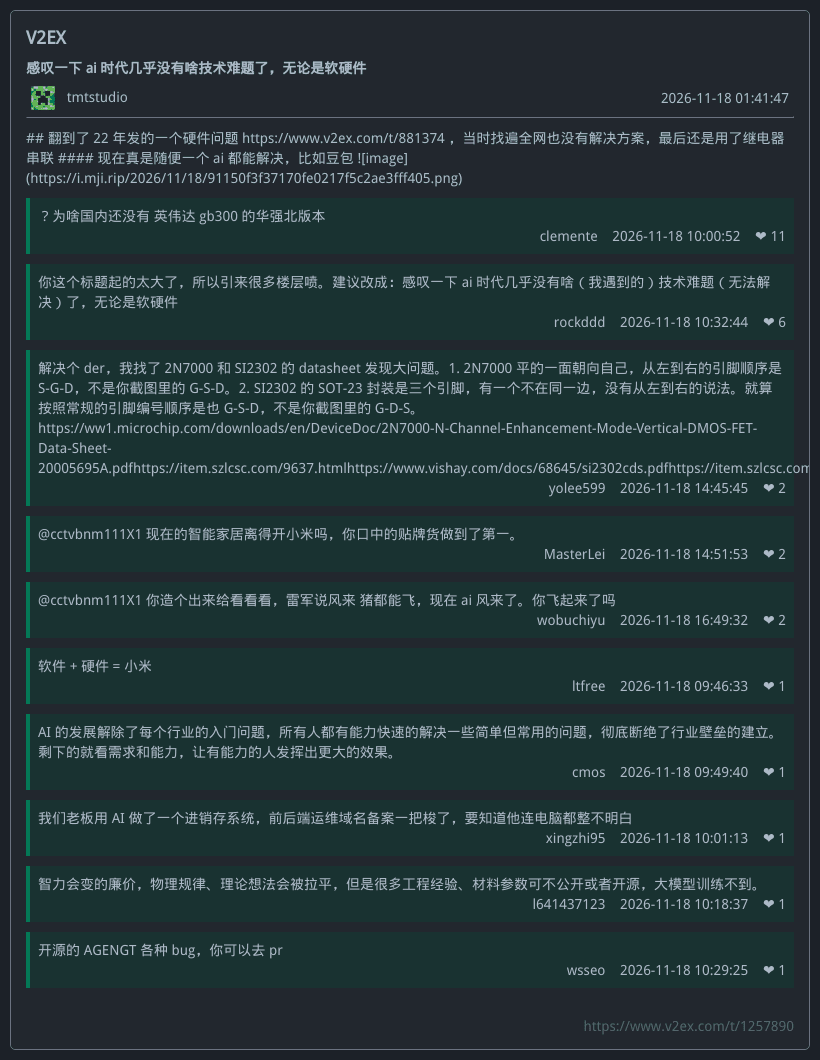 V2EX
感叹一下 ai 时代几乎没有啥技术难题了，无论是软硬件
tmtstudio 2026-11-18 01:41:47
## 翻到了 22 年发的一个硬件问题 https://www.v2ex.com/t/881374 ，当时找遍全网也没有解决方案，最后还是用了继电器
串联 #### 现在真是随便一个 ai 都能解决，比如豆包 ![image]
(https://i.mji.rip/2026/11/18/91150f3f37170fe0217f5c2ae3fff405.png)
？为啥国内还没有 英伟达 gb300 的华强北版本
clemente 2026-11-18 10:00:52 ❤ 11
你这个标题起的太大了，所以引来很多楼层喷。建议改成：感叹一下 ai 时代几乎没有啥（我遇到的）技术难题（无法解
决）了，无论是软硬件
rockddd 2026-11-18 10:32:44 ❤ 6
解决个 der，我找了 2N7000 和 SI2302 的 datasheet 发现大问题。1. 2N7000 平的一面朝向自己，从左到右的引脚顺序是
S-G-D，不是你截图里的 G-S-D。2. SI2302 的 SOT-23 封装是三个引脚，有一个不在同一边，没有从左到右的说法。就算
按照常规的引脚编号顺序是也 G-S-D，不是你截图里的 G-D-S。
https://ww1.microchip.com/downloads/en/DeviceDoc/2N7000-N-Channel-Enhancement-Mode-Vertical-DMOS-FET-
Data-Sheet-
20005695A.pdfhttps://item.szlcsc.com/9637.htmlhttps://www.vishay.com/docs/68645/si2302cds.pdfhttps://item.szlcsc.com
yolee599 2026-11-18 14:45:45 ❤ 2
@cctvbnm111X1 现在的智能家居离得开小米吗，你口中的贴牌货做到了第一。
MasterLei 2026-11-18 14:51:53 ❤ 2
@cctvbnm111X1 你造个出来给看看看，雷军说风来 猪都能飞，现在 ai 风来了。你飞起来了吗
wobuchiyu 2026-11-18 16:49:32 ❤ 2
软件 + 硬件 = 小米
ltfree 2026-11-18 09:46:33 ❤ 1
AI 的发展解除了每个行业的入门问题，所有人都有能力快速的解决一些简单但常用的问题，彻底断绝了行业壁垒的建立。
剩下的就看需求和能力，让有能力的人发挥出更大的效果。
cmos 2026-11-18 09:49:40 ❤ 1
我们老板用 AI 做了一个进销存系统，前后端运维域名备案一把梭了，要知道他连电脑都整不明白
xingzhi95 2026-11-18 10:01:13 ❤ 1
智力会变的廉价，物理规律、理论想法会被拉平，但是很多工程经验、材料参数可不公开或者开源，大模型训练不到。
l641437123 2026-11-18 10:18:37 ❤ 1
开源的 AGENGT 各种 bug，你可以去 pr
wsseo 2026-11-18 10:29:25 ❤ 1
https://www.v2ex.com/t/1257890